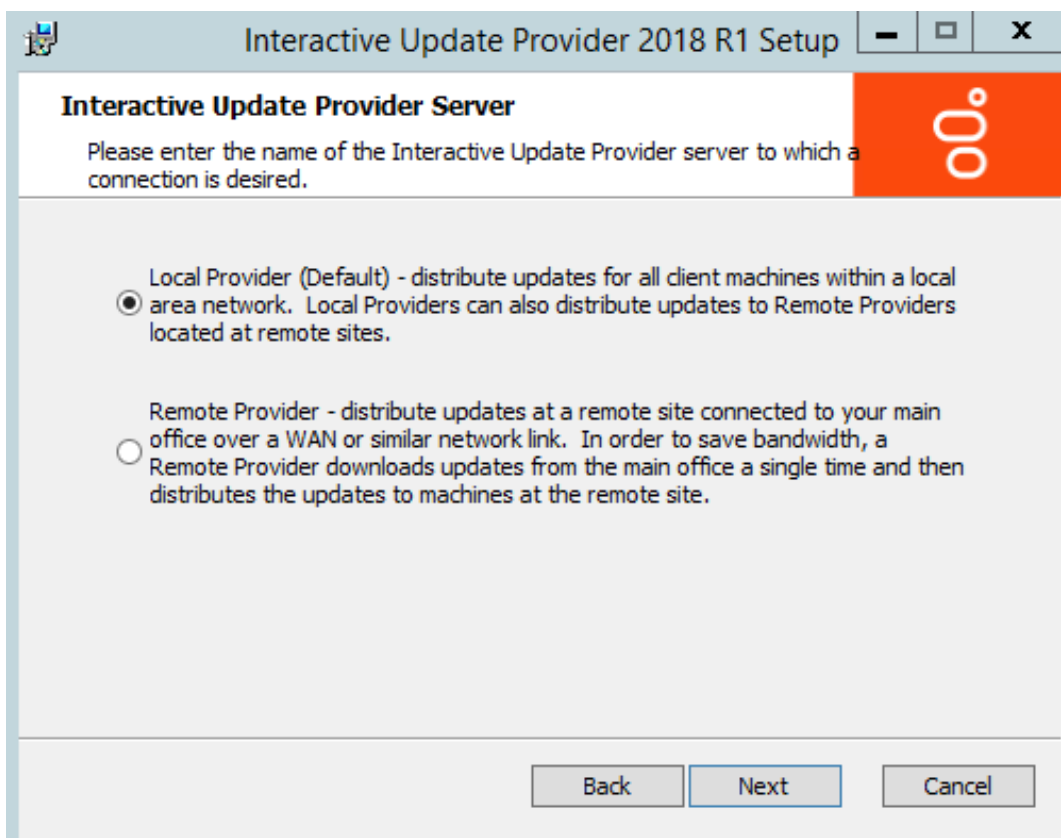 Interactive Update Provider 2018 R1 Setup
Interactive Update Provider Server
Please enter the name of the Interactive Update Provider server to which a
connection is desired.
Local Provider (Default) - distribute updates for all client machines within a local
area network.  Local Providers can also distribute updates to Remote Providers
located at remote sites.
Remote Provider - distribute updates at a remote site connected to your main
office over a WAN or similar network link.  In order to save bandwidth, a
Remote Provider downloads updates from the main office a single time and then
distributes the updates to machines at the remote site.
Back Next Cancel